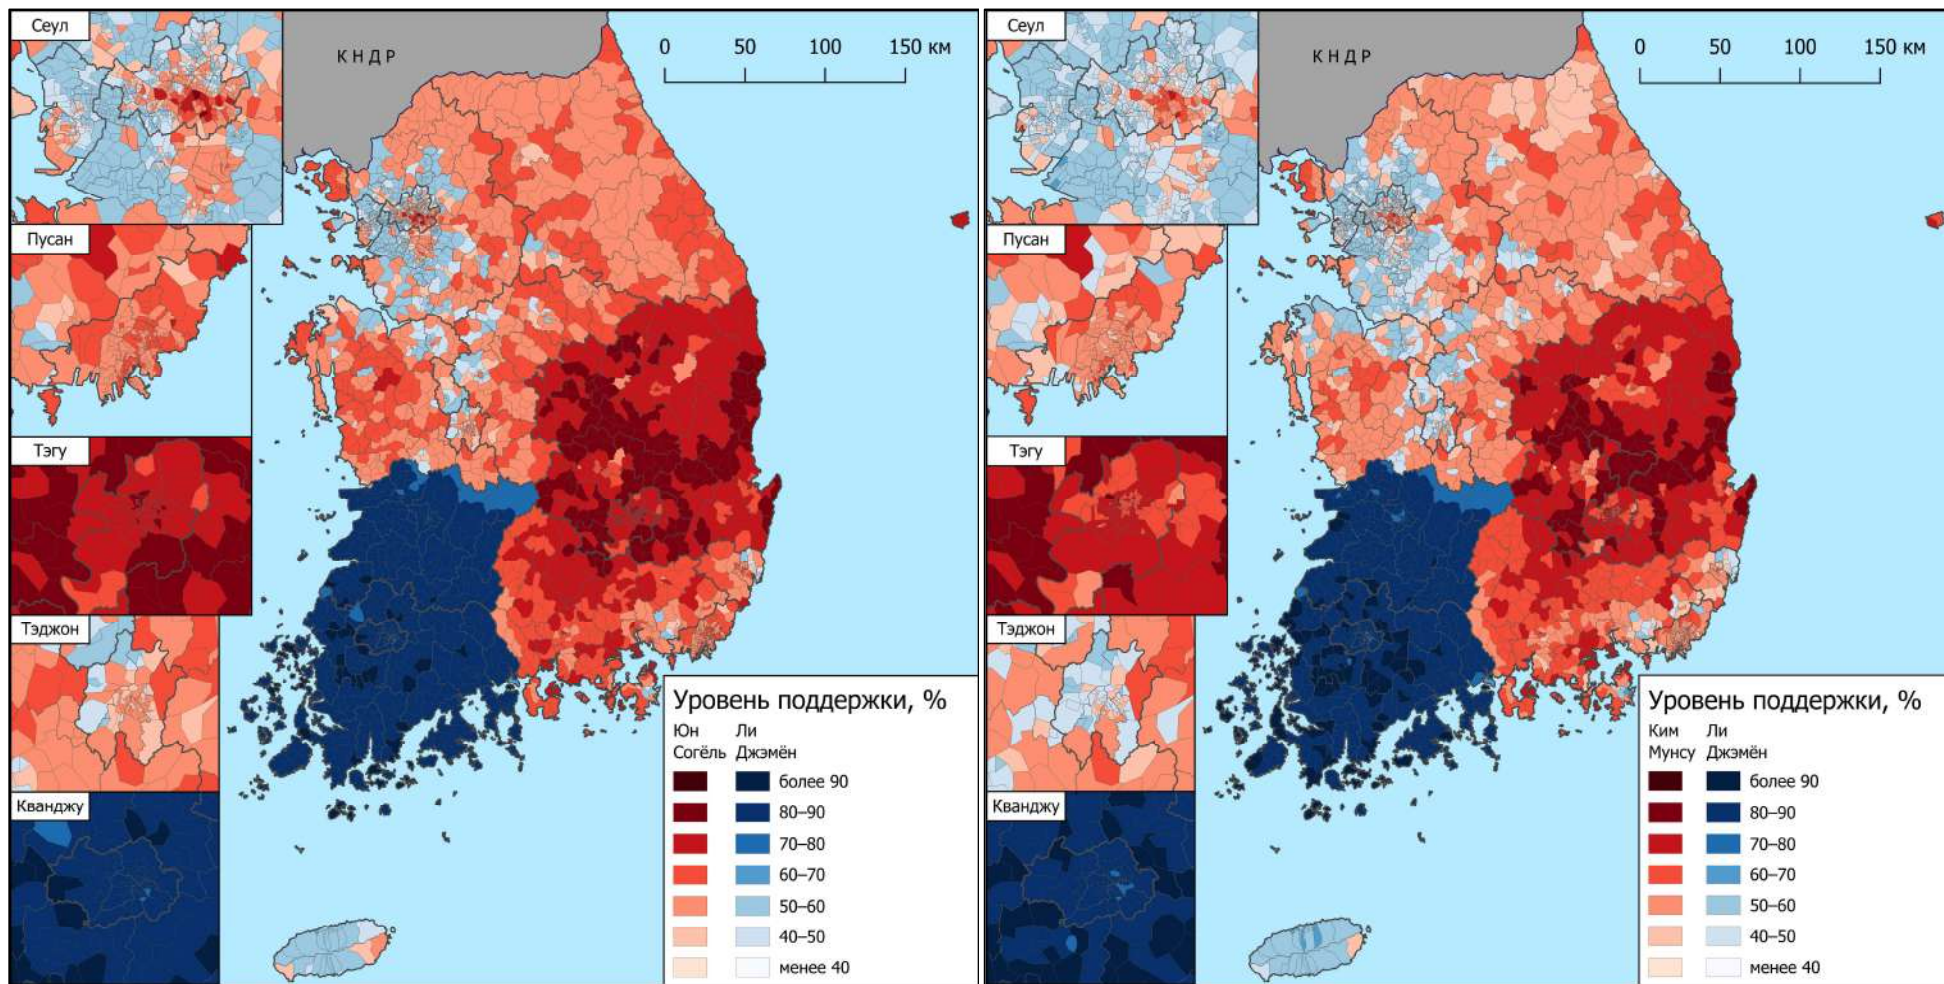 Сеул
КНДР
0 50 100 150 км
Пусан
Тэгу
Тэджон
Кванджу
Уровень поддержки, %
Юн Ли
Согёль Джэмён
более 90
80–90
70–80
60–70
50–60
40–50
менее 40
Сеул
КНДР
0 50 100 150 км
Пусан
Тэгу
Тэджон
Кванджу
Уровень поддержки, %
Ким Ли
Мунсу Джэмён
более 90
80–90
70–80
60–70
50–60
40–50
менее 40